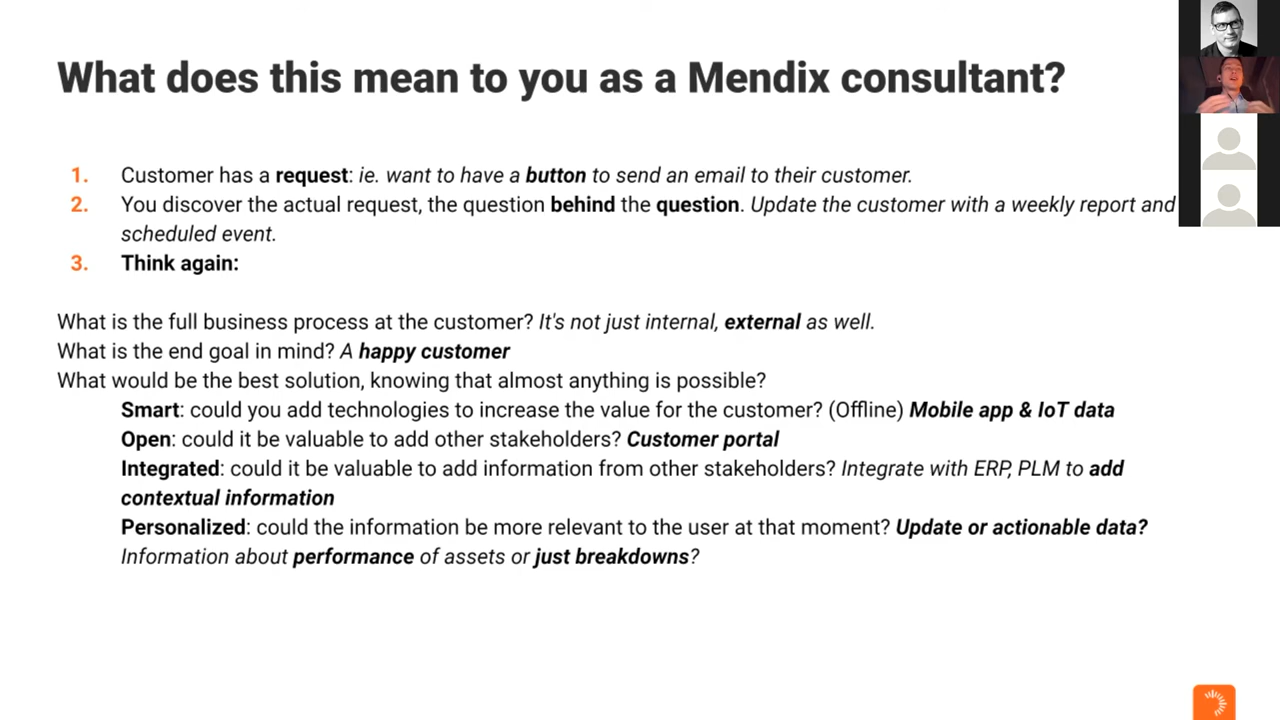 What does this mean to you as a Mendix consultant?
1. Customer has a request: ie. want to have a button to send an email to their customer.
2. You discover the actual request, the question behind the question. Update the customer with a weekly report and
scheduled event.
3. Think again:
What is the full business process at the customer? It's not just internal, external as well.
What is the end goal in mind? A happy customer
What would be the best solution, knowing that almost anything is possible?
Smart: could you add technologies to increase the value for the customer? (Offline) Mobile app & IoT data
Open: could it be valuable to add other stakeholders? Customer portal
Integrated: could it be valuable to add information from other stakeholders? Integrate with ERP, PLM to add
contextual information
Personalized: could the information be more relevant to the user at that moment? Update or actionable data?
Information about performance of assets or just breakdowns?